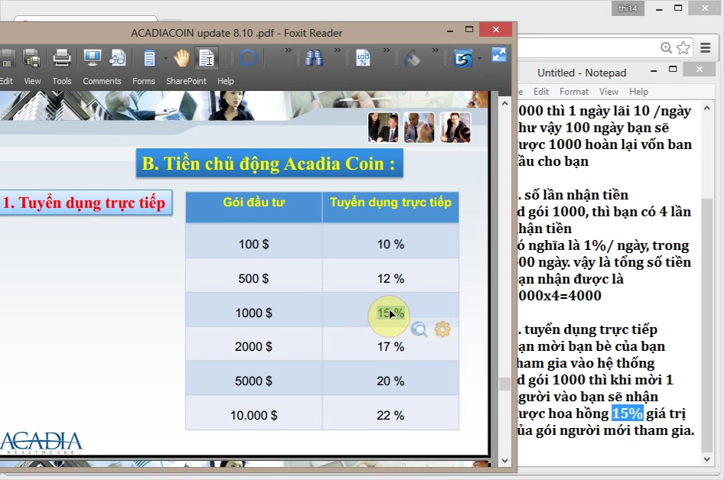 thi14
ACADIACOIN update 8.10 .pdf - Foxit Reader
Edit View Tools Comments Forms SharePoint Help
B. Tiền chủ động Acadia Coin :
1. Tuyển dụng trực tiếp
Gói đầu tư Tuyển dụng trực tiếp
100 $ 10 %
500 $ 12 %
1000 $ 15 %
2000 $ 17 %
5000 $ 20 %
10.000 $ 22 %
ACADIA
HEALTHCARE
Untitled - Notepad
e Edit Format View Help
000 thì 1 ngày lãi 10 /ngày
hư vậy 100 ngày bạn sẽ
ược 1000 hoàn lại vốn ban
ầu cho bạn
. số lần nhận tiền
d gói 1000, thì bạn có 4 lần
hận tiền
ó nghĩa là 1%/ ngày, trong
00 ngày. vậy là tổng số tiền
ạn nhận được là
000x4=4000
. tuyển dụng trực tiếp
ạn mời bạn bè của bạn
ham gia vào hệ thống
d gói 1000 thì khi mời 1
gười vào bạn sẽ nhận
ược hoa hồng 15% giá trị
ủa gói người mới tham gia.